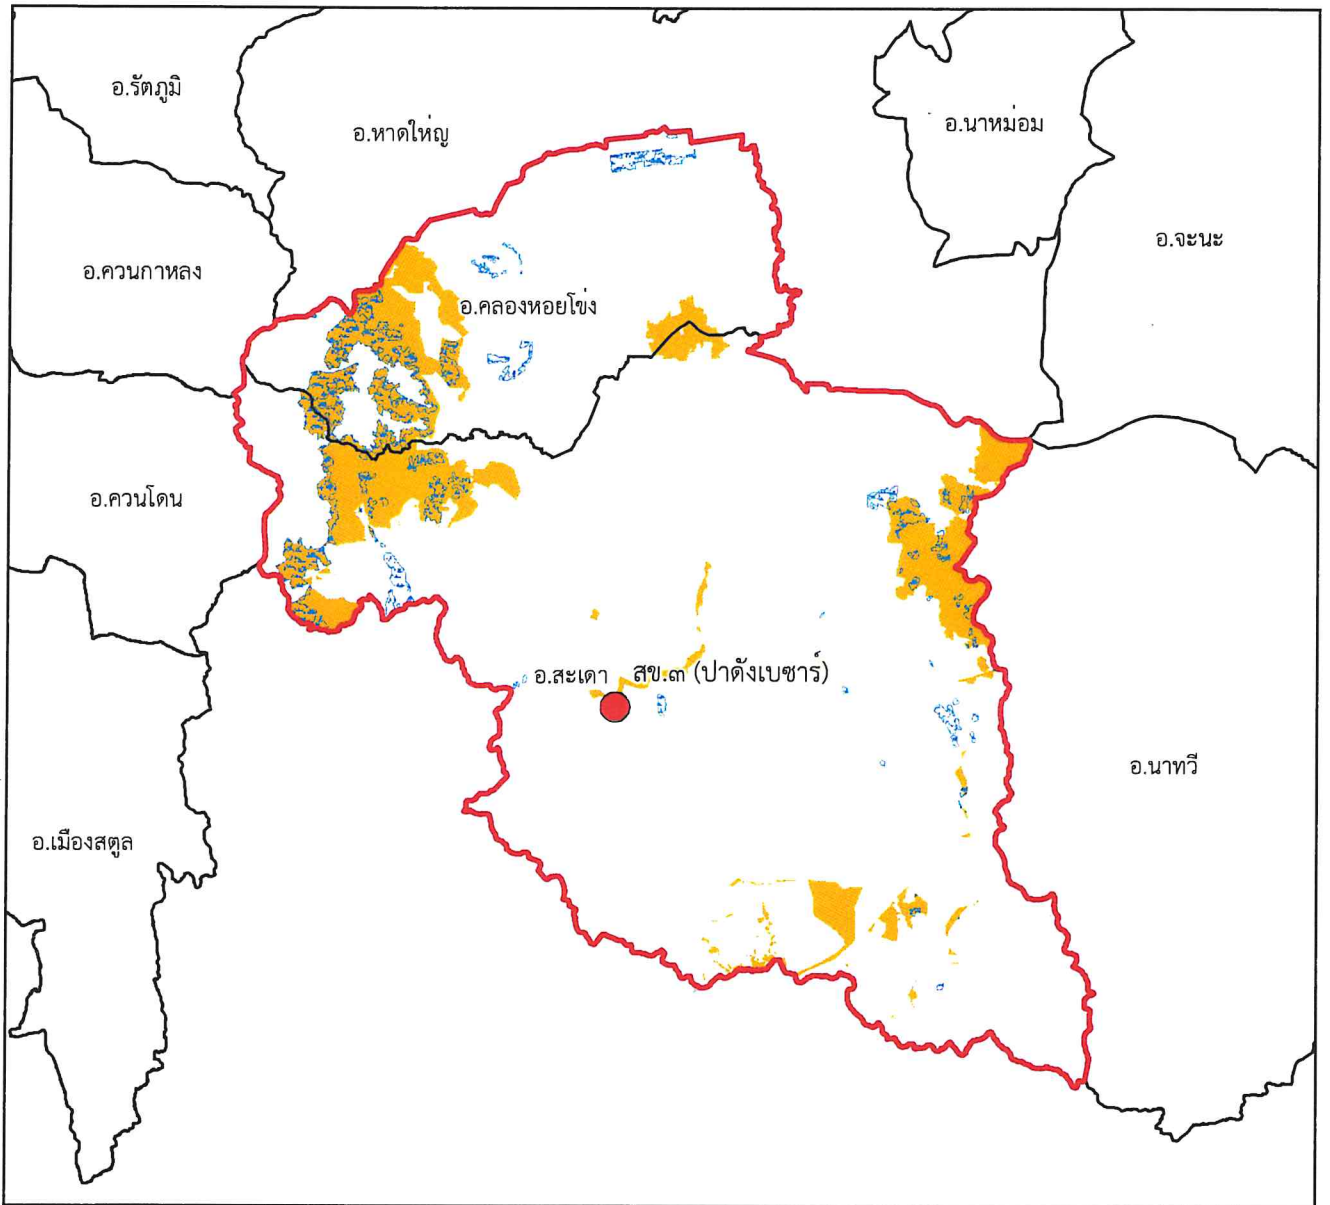 อ.รัตภูมิ
อ.หาดใหญ่
อ.นาหม่อม
อ.จะนะ
อ.ควนกาหลง
อ.คลองหอยโข่ง
อ.ควนโดน
อ.สะเดา
สข.๓ (ปาดังเบซาร์)
อ.นาทวี
อ.เมืองสตูล